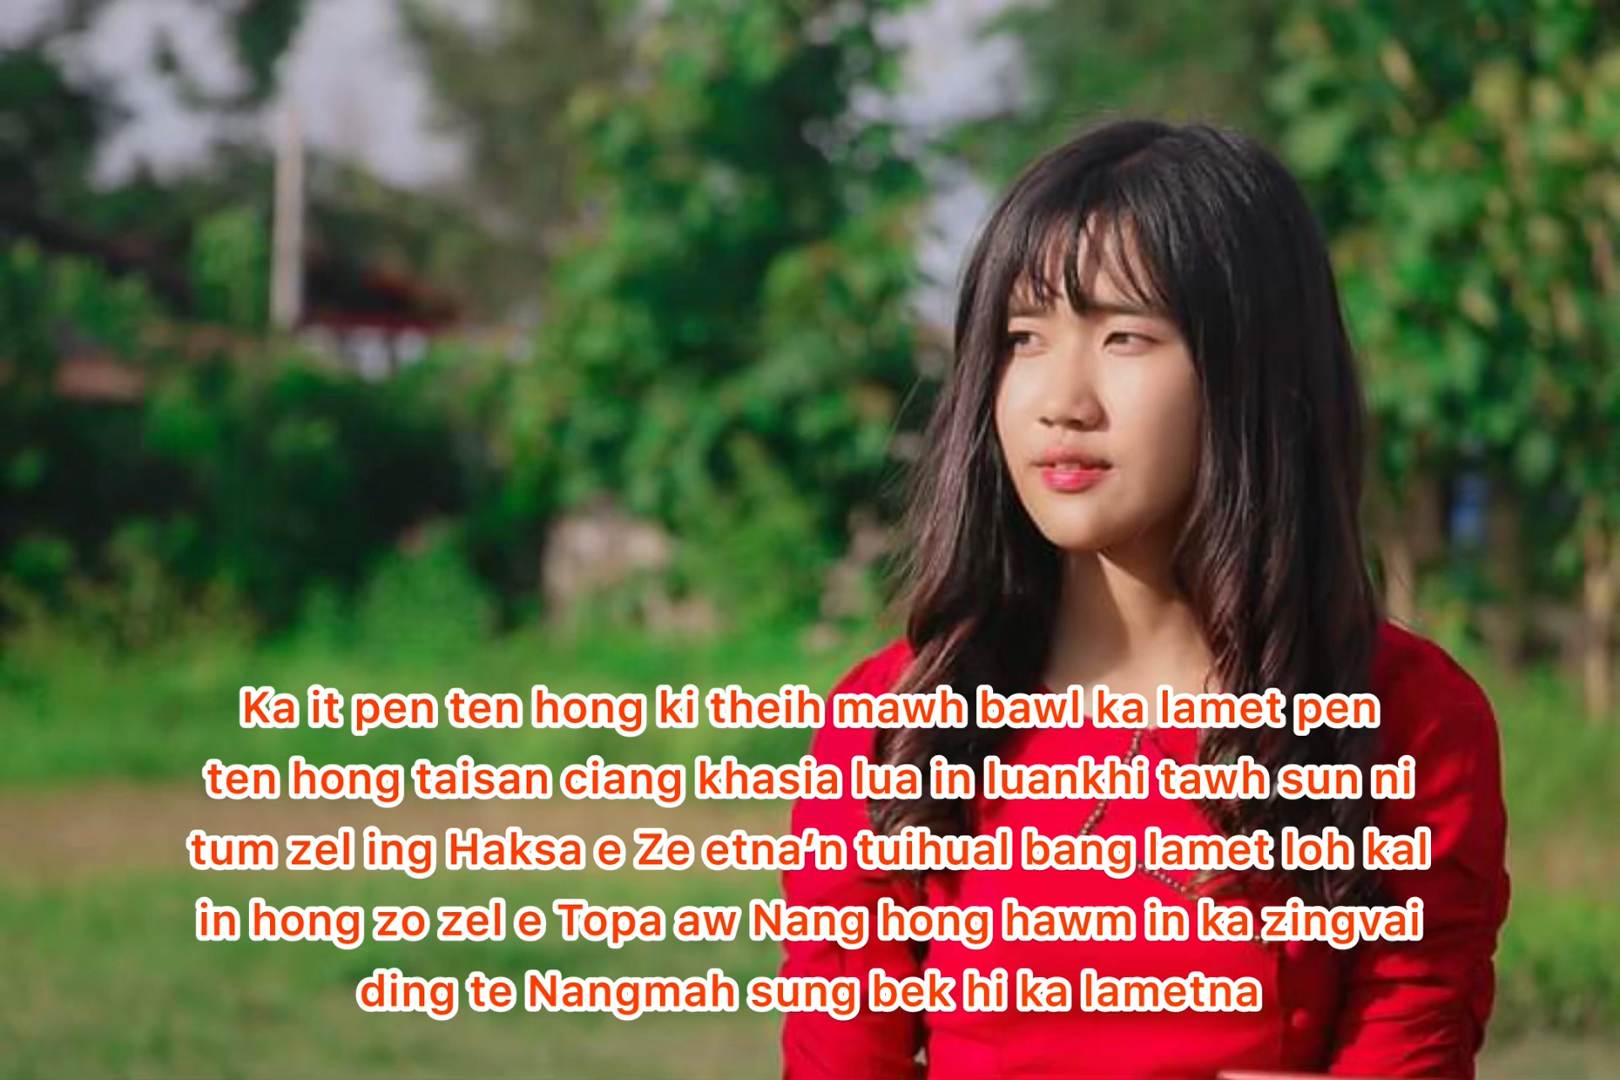 Ka it pen ten hong ki theih mawh bawl ka lamet pen
ten hong taisan ciang khasia lua in luankhi tawh sun ni
tum zel ing Haksa e Ze etna’n tuihual bang lamet loh kal
in hong zo zel e Topa aw Nang hong hawm in ka zingvai
ding te Nangmah sung bek hi ka lametna